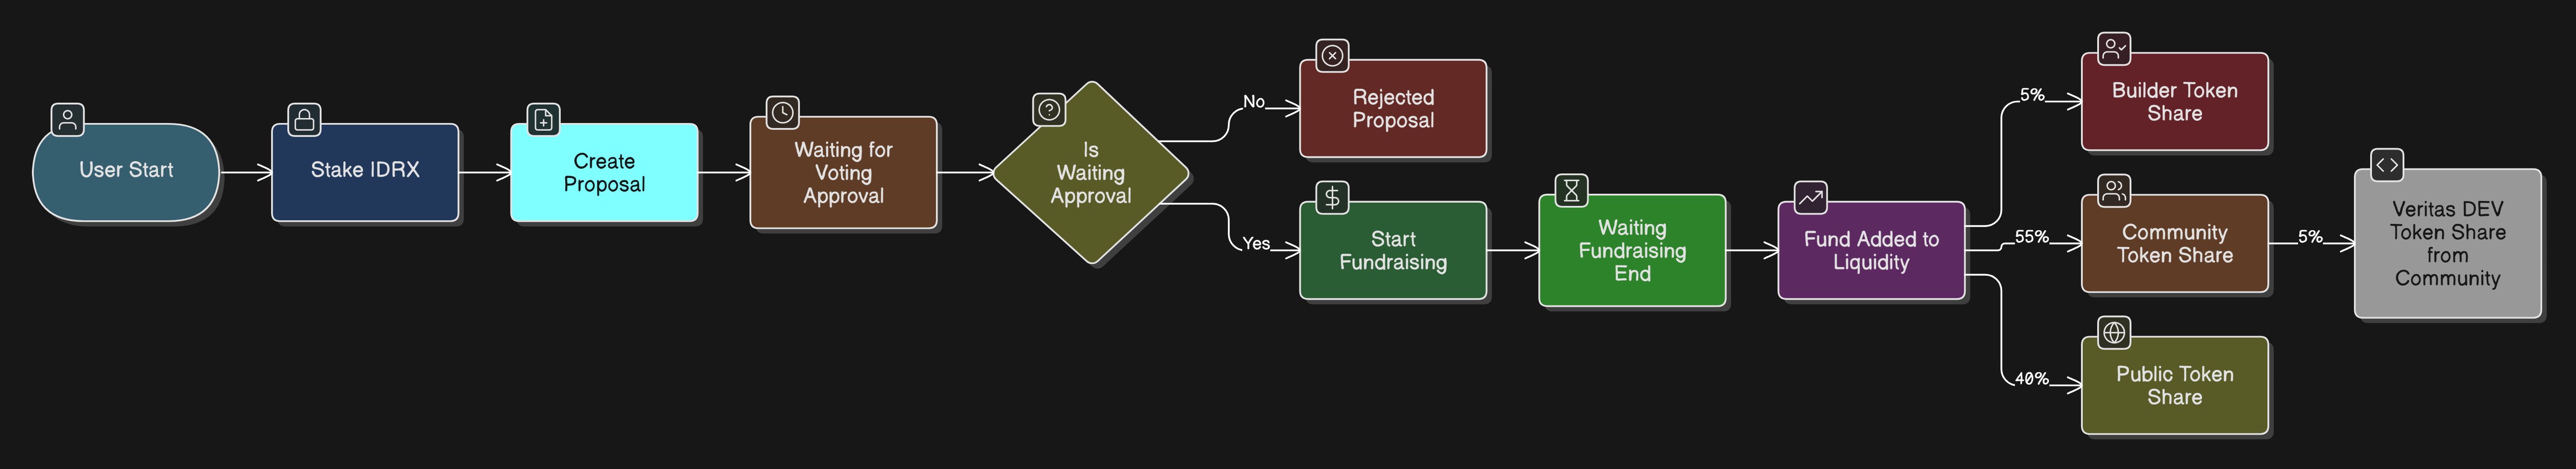 User Start
Stake IDRX
Create
Proposal
Waiting for
Voting
Approval
Is
Waiting
Approval
No
Rejected
Proposal
Yes
Start
Fundraising
Waiting
Fundraising
End
Fund Added to
Liquidity
5%
Builder Token
Share
55%
Community
Token Share
40%
Public Token
Share
5%
Veritas DEV
Token Share
from
Community